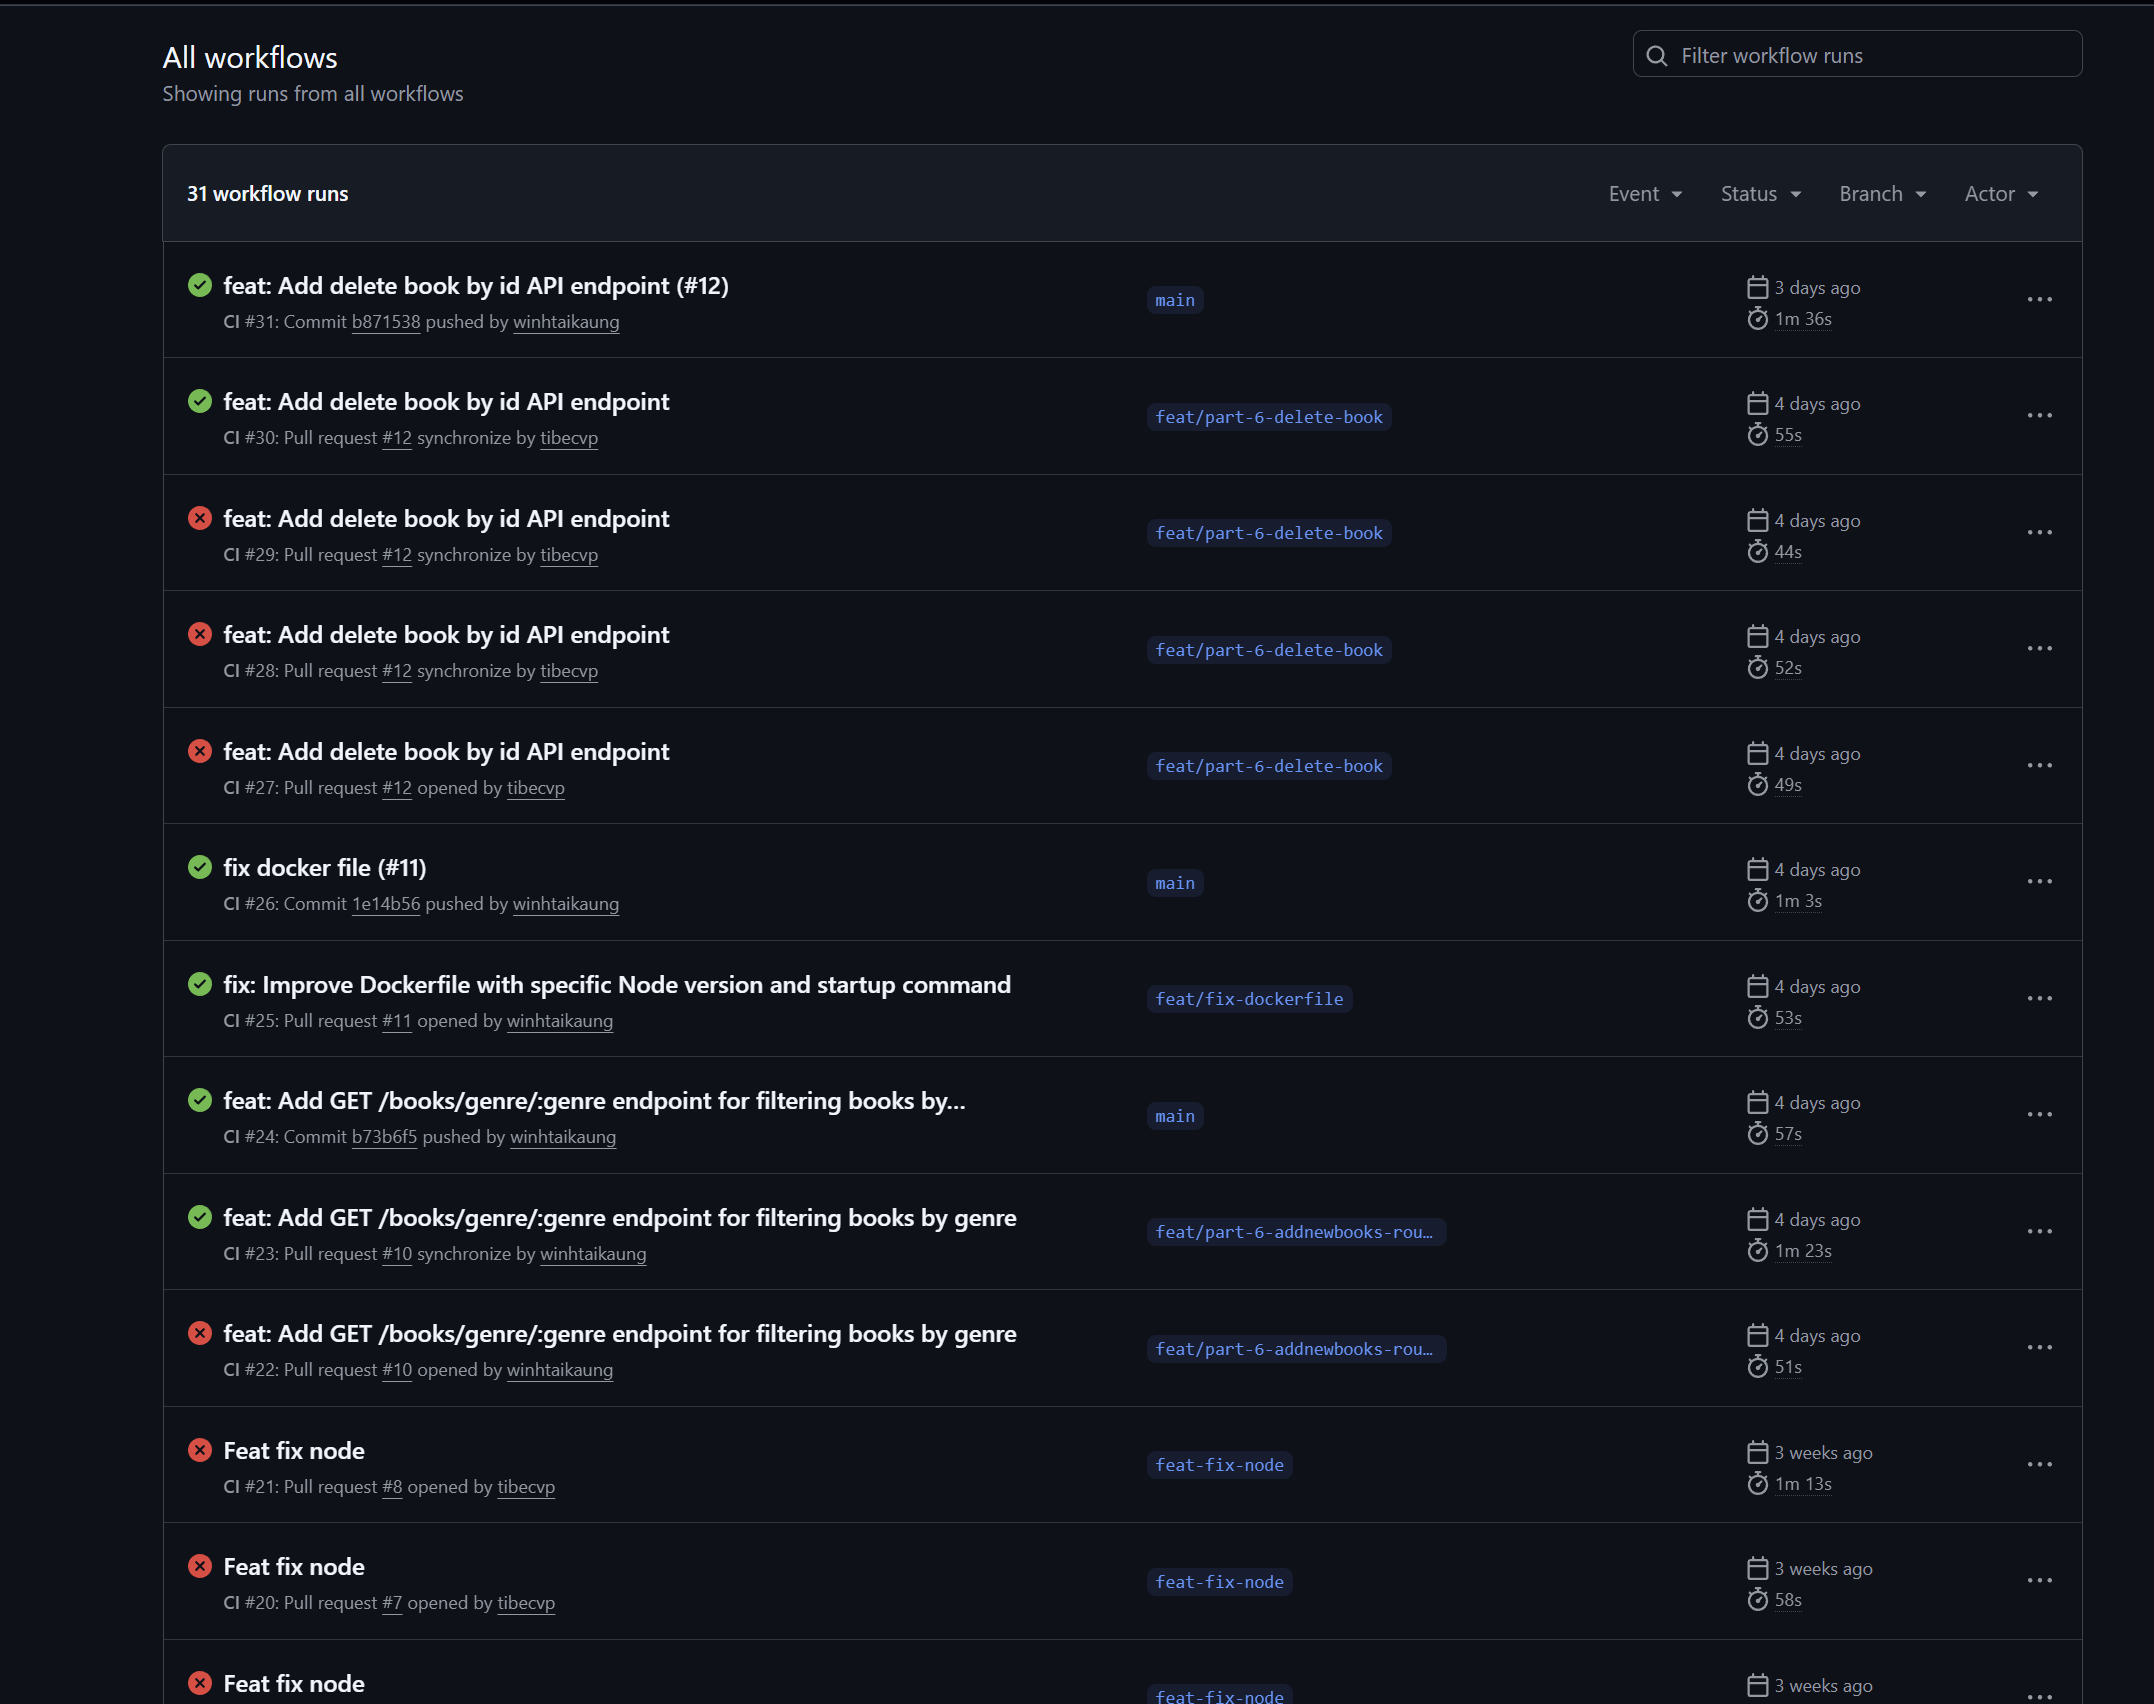 All workflows
Filter workflow runs
Showing runs from all workflows
31 workflow runs
Event Status Branch Actor
feat: Add delete book by id API endpoint (#12)
main
3 days ago
CI #31: Commit b871538 pushed by winhtaikaung
1m 36s
feat: Add delete book by id API endpoint
feat/part-6-delete-book
4 days ago
CI #30: Pull request #12 synchronize by tibecvp
55s
feat: Add delete book by id API endpoint
feat/part-6-delete-book
4 days ago
CI #29: Pull request #12 synchronize by tibecvp
44s
feat: Add delete book by id API endpoint
feat/part-6-delete-book
4 days ago
CI #28: Pull request #12 synchronize by tibecvp
52s
feat: Add delete book by id API endpoint
feat/part-6-delete-book
4 days ago
CI #27: Pull request #12 opened by tibecvp
49s
fix docker file (#11)
main
4 days ago
CI #26: Commit 1e14b56 pushed by winhtaikaung
1m 3s
fix: Improve Dockerfile with specific Node version and startup command
feat/fix-dockerfile
4 days ago
CI #25: Pull request #11 opened by winhtaikaung
53s
feat: Add GET /books/genre/:genre endpoint for filtering books by...
main
4 days ago
CI #24: Commit b73b6f5 pushed by winhtaikaung
57s
feat: Add GET /books/genre/:genre endpoint for filtering books by genre
feat/part-6-addnewbooks-rou...
4 days ago
CI #23: Pull request #10 synchronize by winhtaikaung
1m 23s
feat: Add GET /books/genre/:genre endpoint for filtering books by genre
feat/part-6-addnewbooks-rou...
4 days ago
CI #22: Pull request #10 opened by winhtaikaung
51s
Feat fix node
feat-fix-node
3 weeks ago
CI #21: Pull request #8 opened by tibecvp
1m 13s
Feat fix node
feat-fix-node
3 weeks ago
CI #20: Pull request #7 opened by tibecvp
58s
Feat fix node
feat-fix-node
3 weeks ago